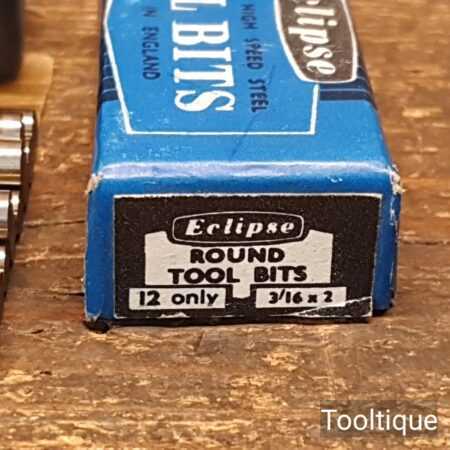 Eclipse
HIGH SPEED STEEL
L BITS
IN ENGLAND
Eclipse
ROUND
TOOL BITS
12 only
3/16 x 2
Tooltique